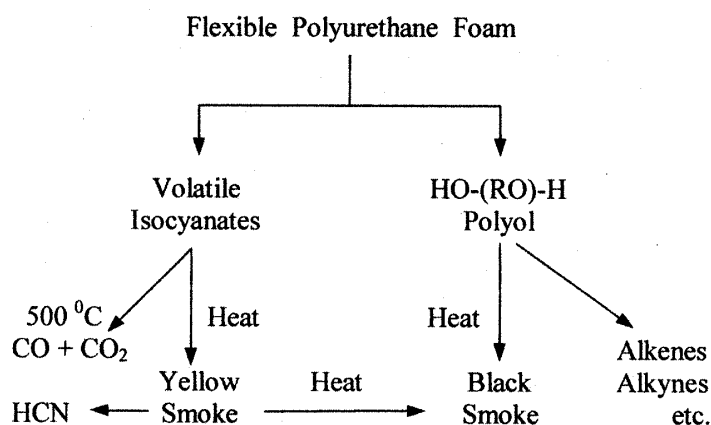 Flexible Polyurethane Foam
Volatile
Isocyanates
HO-(RO)-H
Polyol
500 ⁰C
CO + CO₂
Heat
Heat
Alkenes
Alkynes
etc.
Yellow
Smoke
Heat
Black
Smoke
HCN